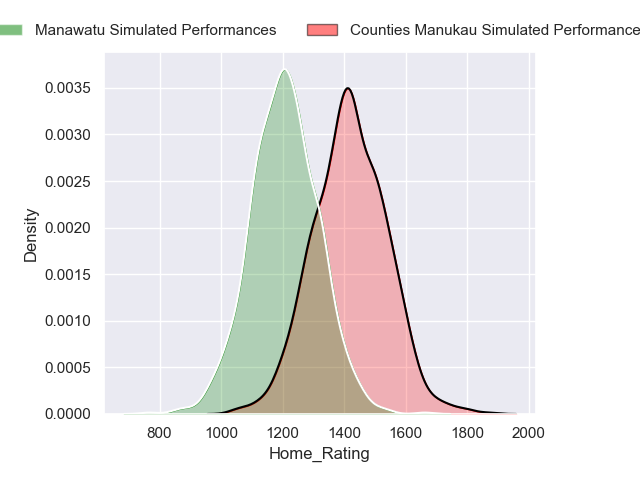 Manawatu Simulated Performances
Counties Manukau Simulated Performance
0.0035
0.0030
0.0025
0.0020
0.0015
0.0010
0.0005
0.0000
Density
800 1000 1200 1400 1600 1800 2000
Home_Rating